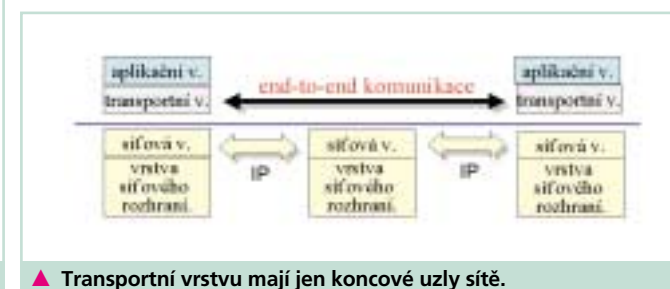 aplikační v.
transportní v.
end-to-end komunikace
aplikační v.
transportní v.
síťová v.
vrstva
síťového
rozhraní.
IP
síťová v.
vrstva
síťového
rozhraní.
IP
síťová v.
vrstva
síťového
rozhraní.
▲ Transportní vrstvu mají jen koncové uzly sítě.